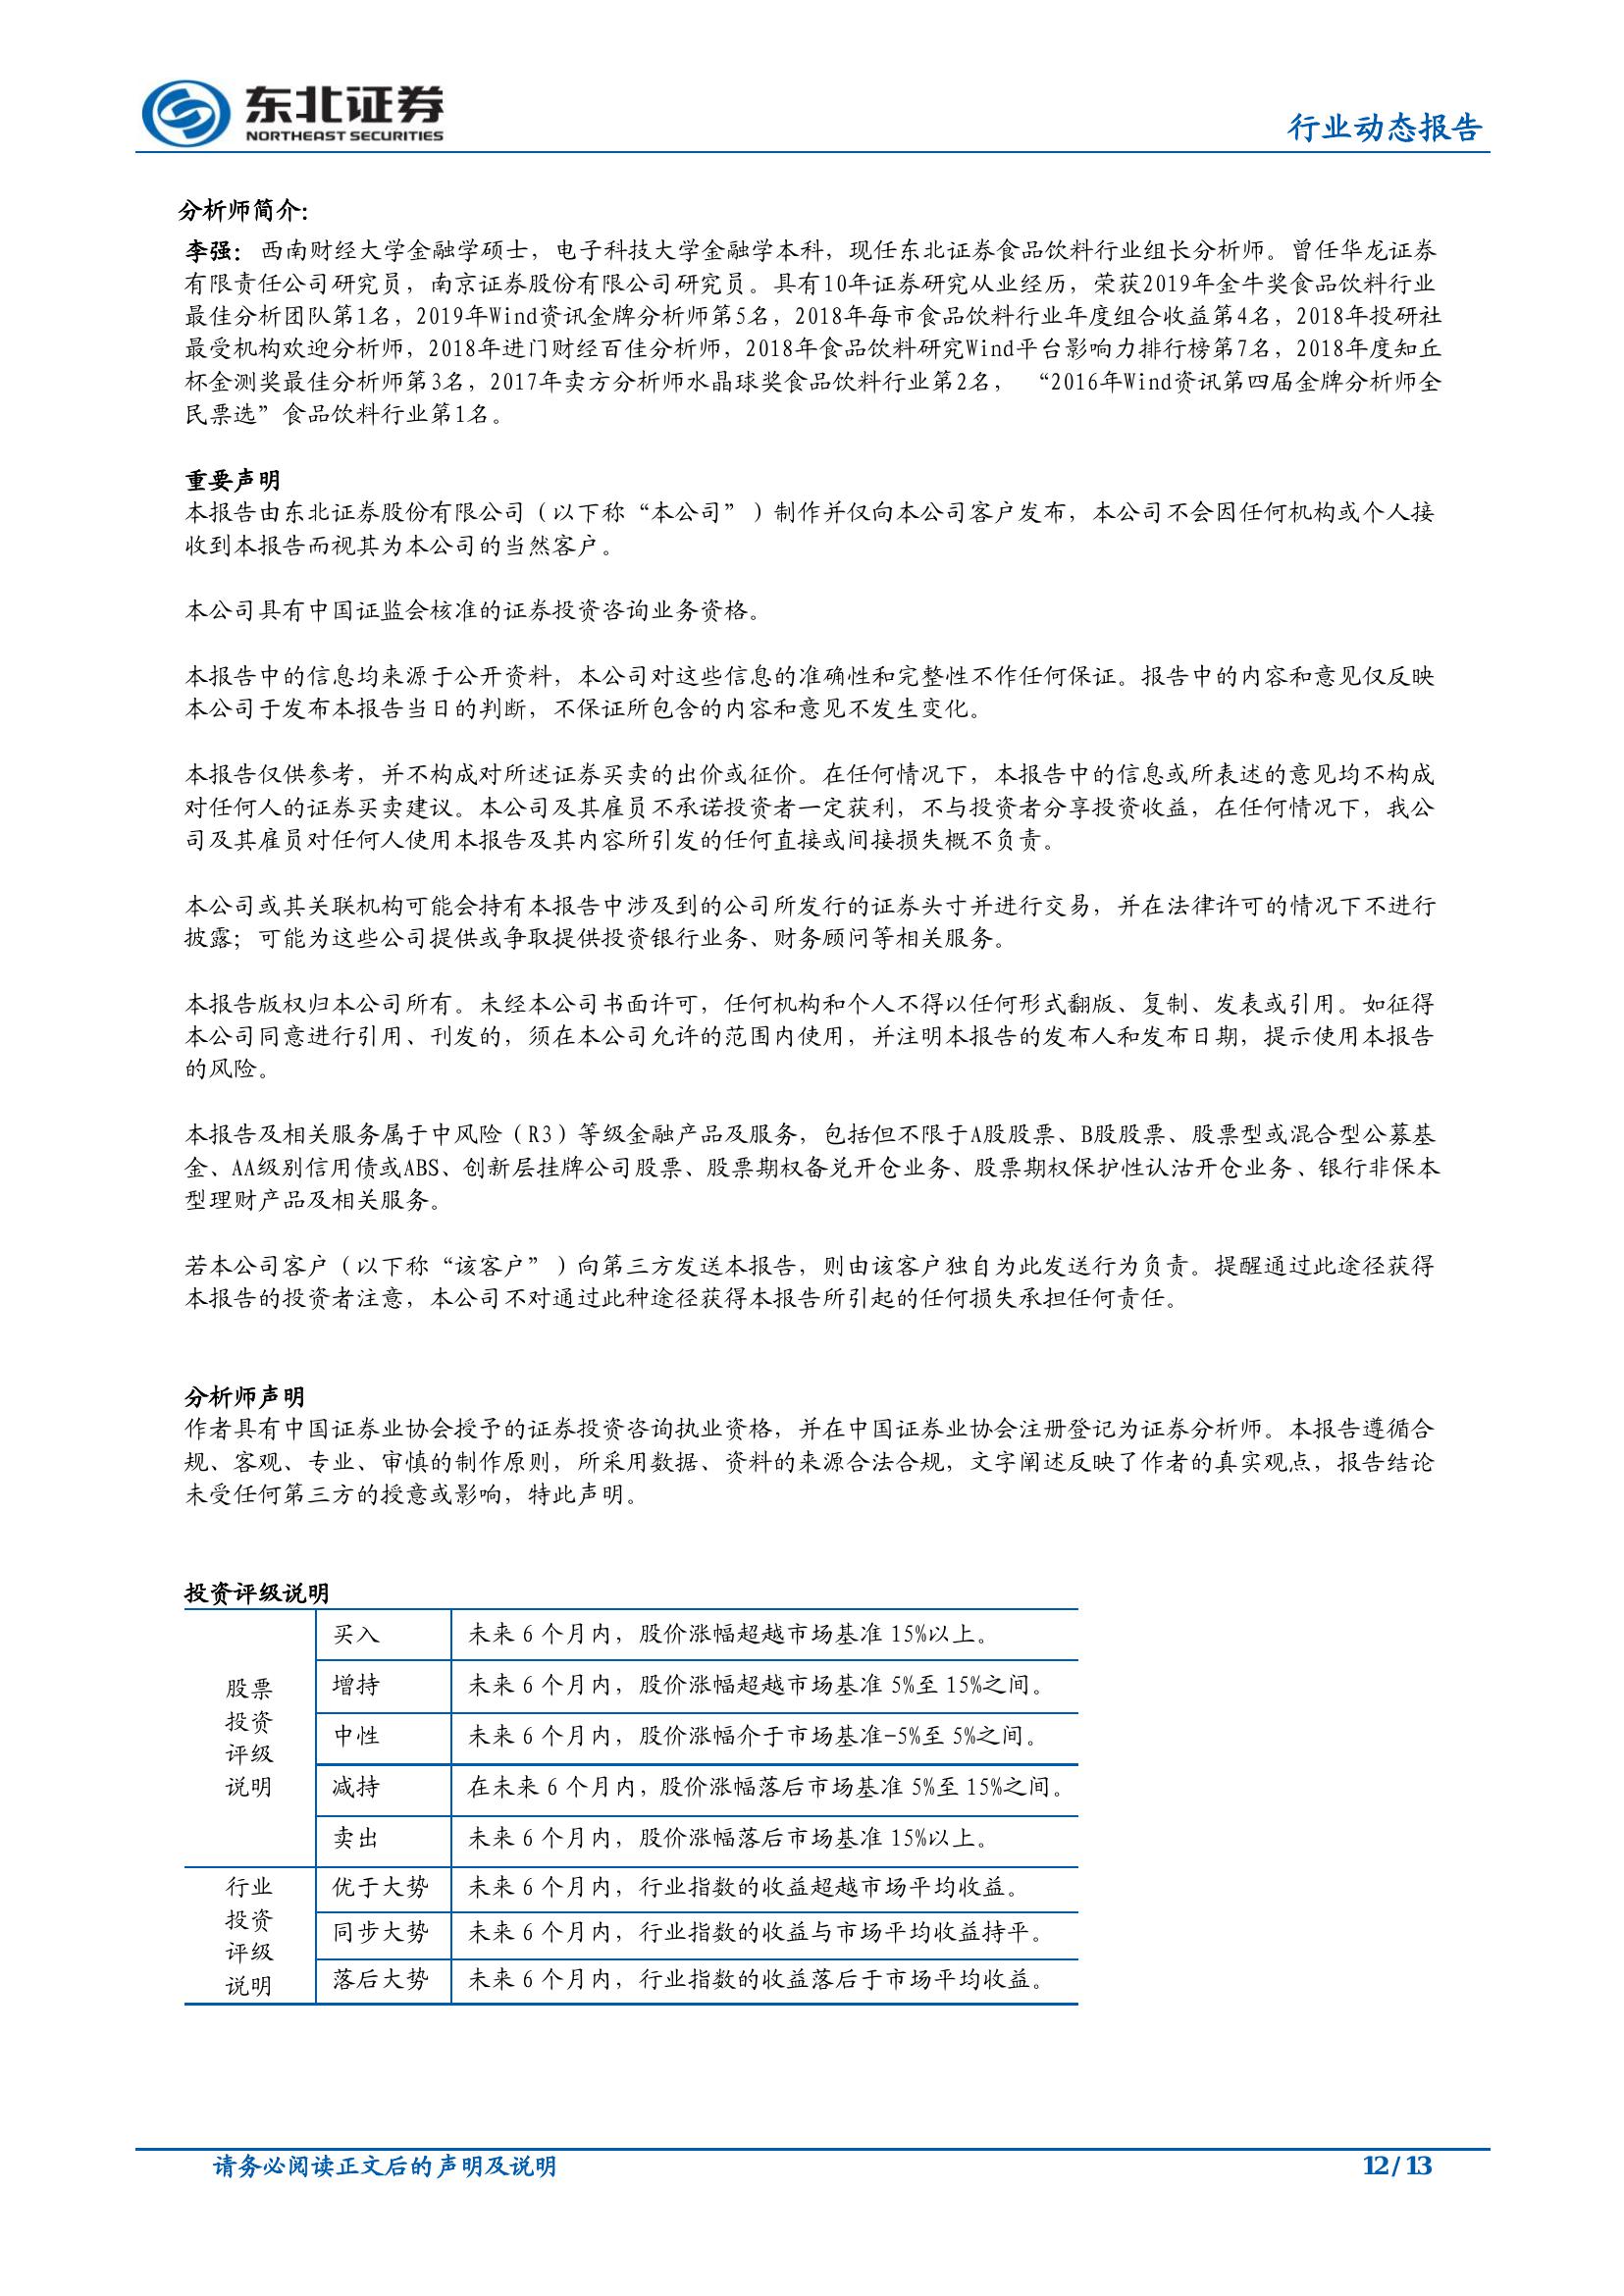 东北证券
NORTHEAST SECURITIES
行业动态报告
分析师简介:
李强：西南财经大学金融学硕士，电子科技大学金融学本科，现任东北证券食品饮料行业组长分析师。曾任华龙证券
有限责任公司研究员，南京证券股份有限公司研究员。具有10年证券研究从业经历，荣获2019年金牛奖食品饮料行业
最佳分析团队第1名，2019年Wind资讯金牌分析师第5名，2018年每市食品饮料行业年度组合收益第4名，2018年投研社
最受机构欢迎分析师，2018年进门财经百佳分析师，2018年食品饮料研究Wind平台影响力排行榜第7名，2018年度知丘
杯金测奖最佳分析师第3名，2017年卖方分析师水晶球奖食品饮料行业第2名， “2016年Wind资讯第四届金牌分析师全
民票选”食品饮料行业第1名。
重要声明
本报告由东北证券股份有限公司（以下称“本公司”）制作并仅向本公司客户发布，本公司不会因任何机构或个人接
收到本报告而视其为本公司的当然客户。
本公司具有中国证监会核准的证券投资咨询业务资格。
本报告中的信息均来源于公开资料，本公司对这些信息的准确性和完整性不作任何保证。报告中的内容和意见仅反映
本公司于发布本报告当日的判断，不保证所包含的内容和意见不发生变化。
本报告仅供参考，并不构成对所述证券买卖的出价或征价。在任何情况下，本报告中的信息或所表述的意见均不构成
对任何人的证券买卖建议。本公司及其雇员不承诺投资者一定获利，不与投资者分享投资收益，在任何情况下，我公
司及其雇员对任何人使用本报告及其内容所引发的任何直接或间接损失概不负责。
本公司或其关联机构可能会持有本报告中涉及到的公司所发行的证券头寸并进行交易，并在法律许可的情况下不进行
披露；可能为这些公司提供或争取提供投资银行业务、财务顾问等相关服务。
本报告版权归本公司所有。未经本公司书面许可，任何机构和个人不得以任何形式翻版、复制、发表或引用。如征得
本公司同意进行引用、刊发的，须在本公司允许的范围内使用，并注明本报告的发布人和发布日期，提示使用本报告
的风险。
本报告及相关服务属于中风险（R3）等级金融产品及服务，包括但不限于A股股票、B股股票、股票型或混合型公募基
金、AA级别信用债或ABS、创新层挂牌公司股票、股票期权备兑开仓业务、股票期权保护性认沽开仓业务、银行非保本
型理财产品及相关服务。
若本公司客户（以下称“该客户”）向第三方发送本报告，则由该客户独自为此发送行为负责。提醒通过此途径获得
本报告的投资者注意，本公司不对通过此种途径获得本报告所引起的任何损失承担任何责任。
分析师声明
作者具有中国证券业协会授予的证券投资咨询执业资格，并在中国证券业协会注册登记为证券分析师。本报告遵循合
规、客观、专业、审慎的制作原则，所采用数据、资料的来源合法合规，文字阐述反映了作者的真实观点，报告结论
未受任何第三方的授意或影响，特此声明。
投资评级说明
股票
投资
评级
说明
买入 未来 6 个月内，股价涨幅超越市场基准 15%以上。
增持 未来 6 个月内，股价涨幅超越市场基准 5%至 15%之间。
中性 未来 6 个月内，股价涨幅介于市场基准-5%至 5%之间。
减持 在未来 6 个月内，股价涨幅落后市场基准 5%至 15%之间。
卖出 未来 6 个月内，股价涨幅落后市场基准 15%以上。
行业
投资
评级
说明
优于大势 未来 6 个月内，行业指数的收益超越市场平均收益。
同步大势 未来 6 个月内，行业指数的收益与市场平均收益持平。
落后大势 未来 6 个月内，行业指数的收益落后于市场平均收益。
请务必阅读正文后的声明及说明 12 / 13